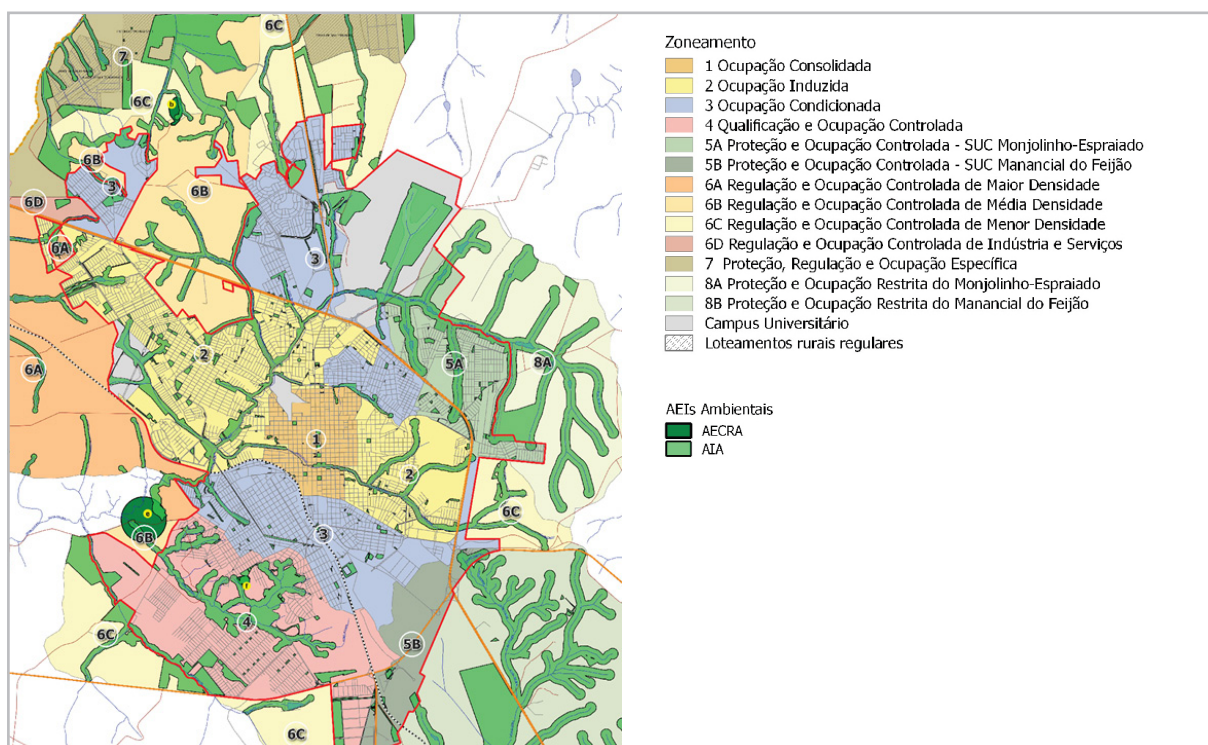 6C
7
6C
6B
3
6B
6D
6A
3
2
5A
8A
6A
1
2
6C
3
6B
4
6C
5B
6C
Zoneamento
1 Ocupação Consolidada
2 Ocupação Induzida
3 Ocupação Condicionada
4 Qualificação e Ocupação Controlada
5A Proteção e Ocupação Controlada - SUC Monjolinho-Espraiado
5B Proteção e Ocupação Controlada - SUC Manancial do Feijão
6A Regulação e Ocupação Controlada de Maior Densidade
6B Regulação e Ocupação Controlada de Média Densidade
6C Regulação e Ocupação Controlada de Menor Densidade
6D Regulação e Ocupação Controlada de Indústria e Serviços
7 Proteção, Regulação e Ocupação Específica
8A Proteção e Ocupação Restrita do Monjolinho-Espraiado
8B Proteção e Ocupação Restrita do Manancial do Feijão
Campus Universitário
Loteamentos rurais regulares
AEIs Ambientais
AECRA
AIA